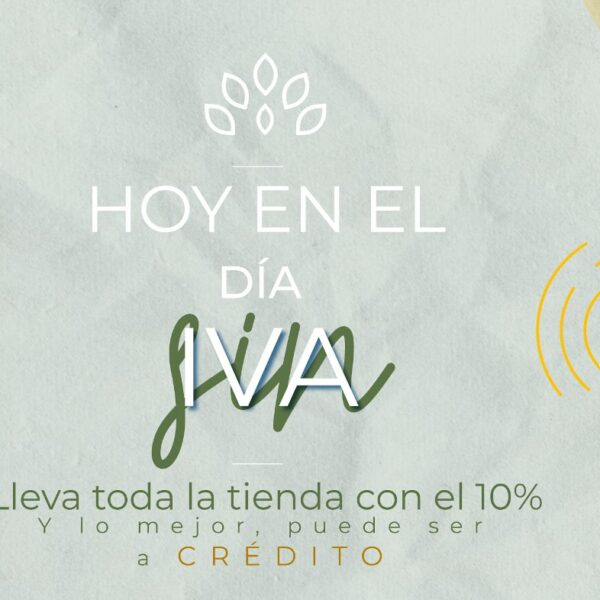 HOY EN EL
DÍA
sin
IVA
Lleva toda la tienda con el 10%
Y lo mejor, puede ser
a CRÉDITO